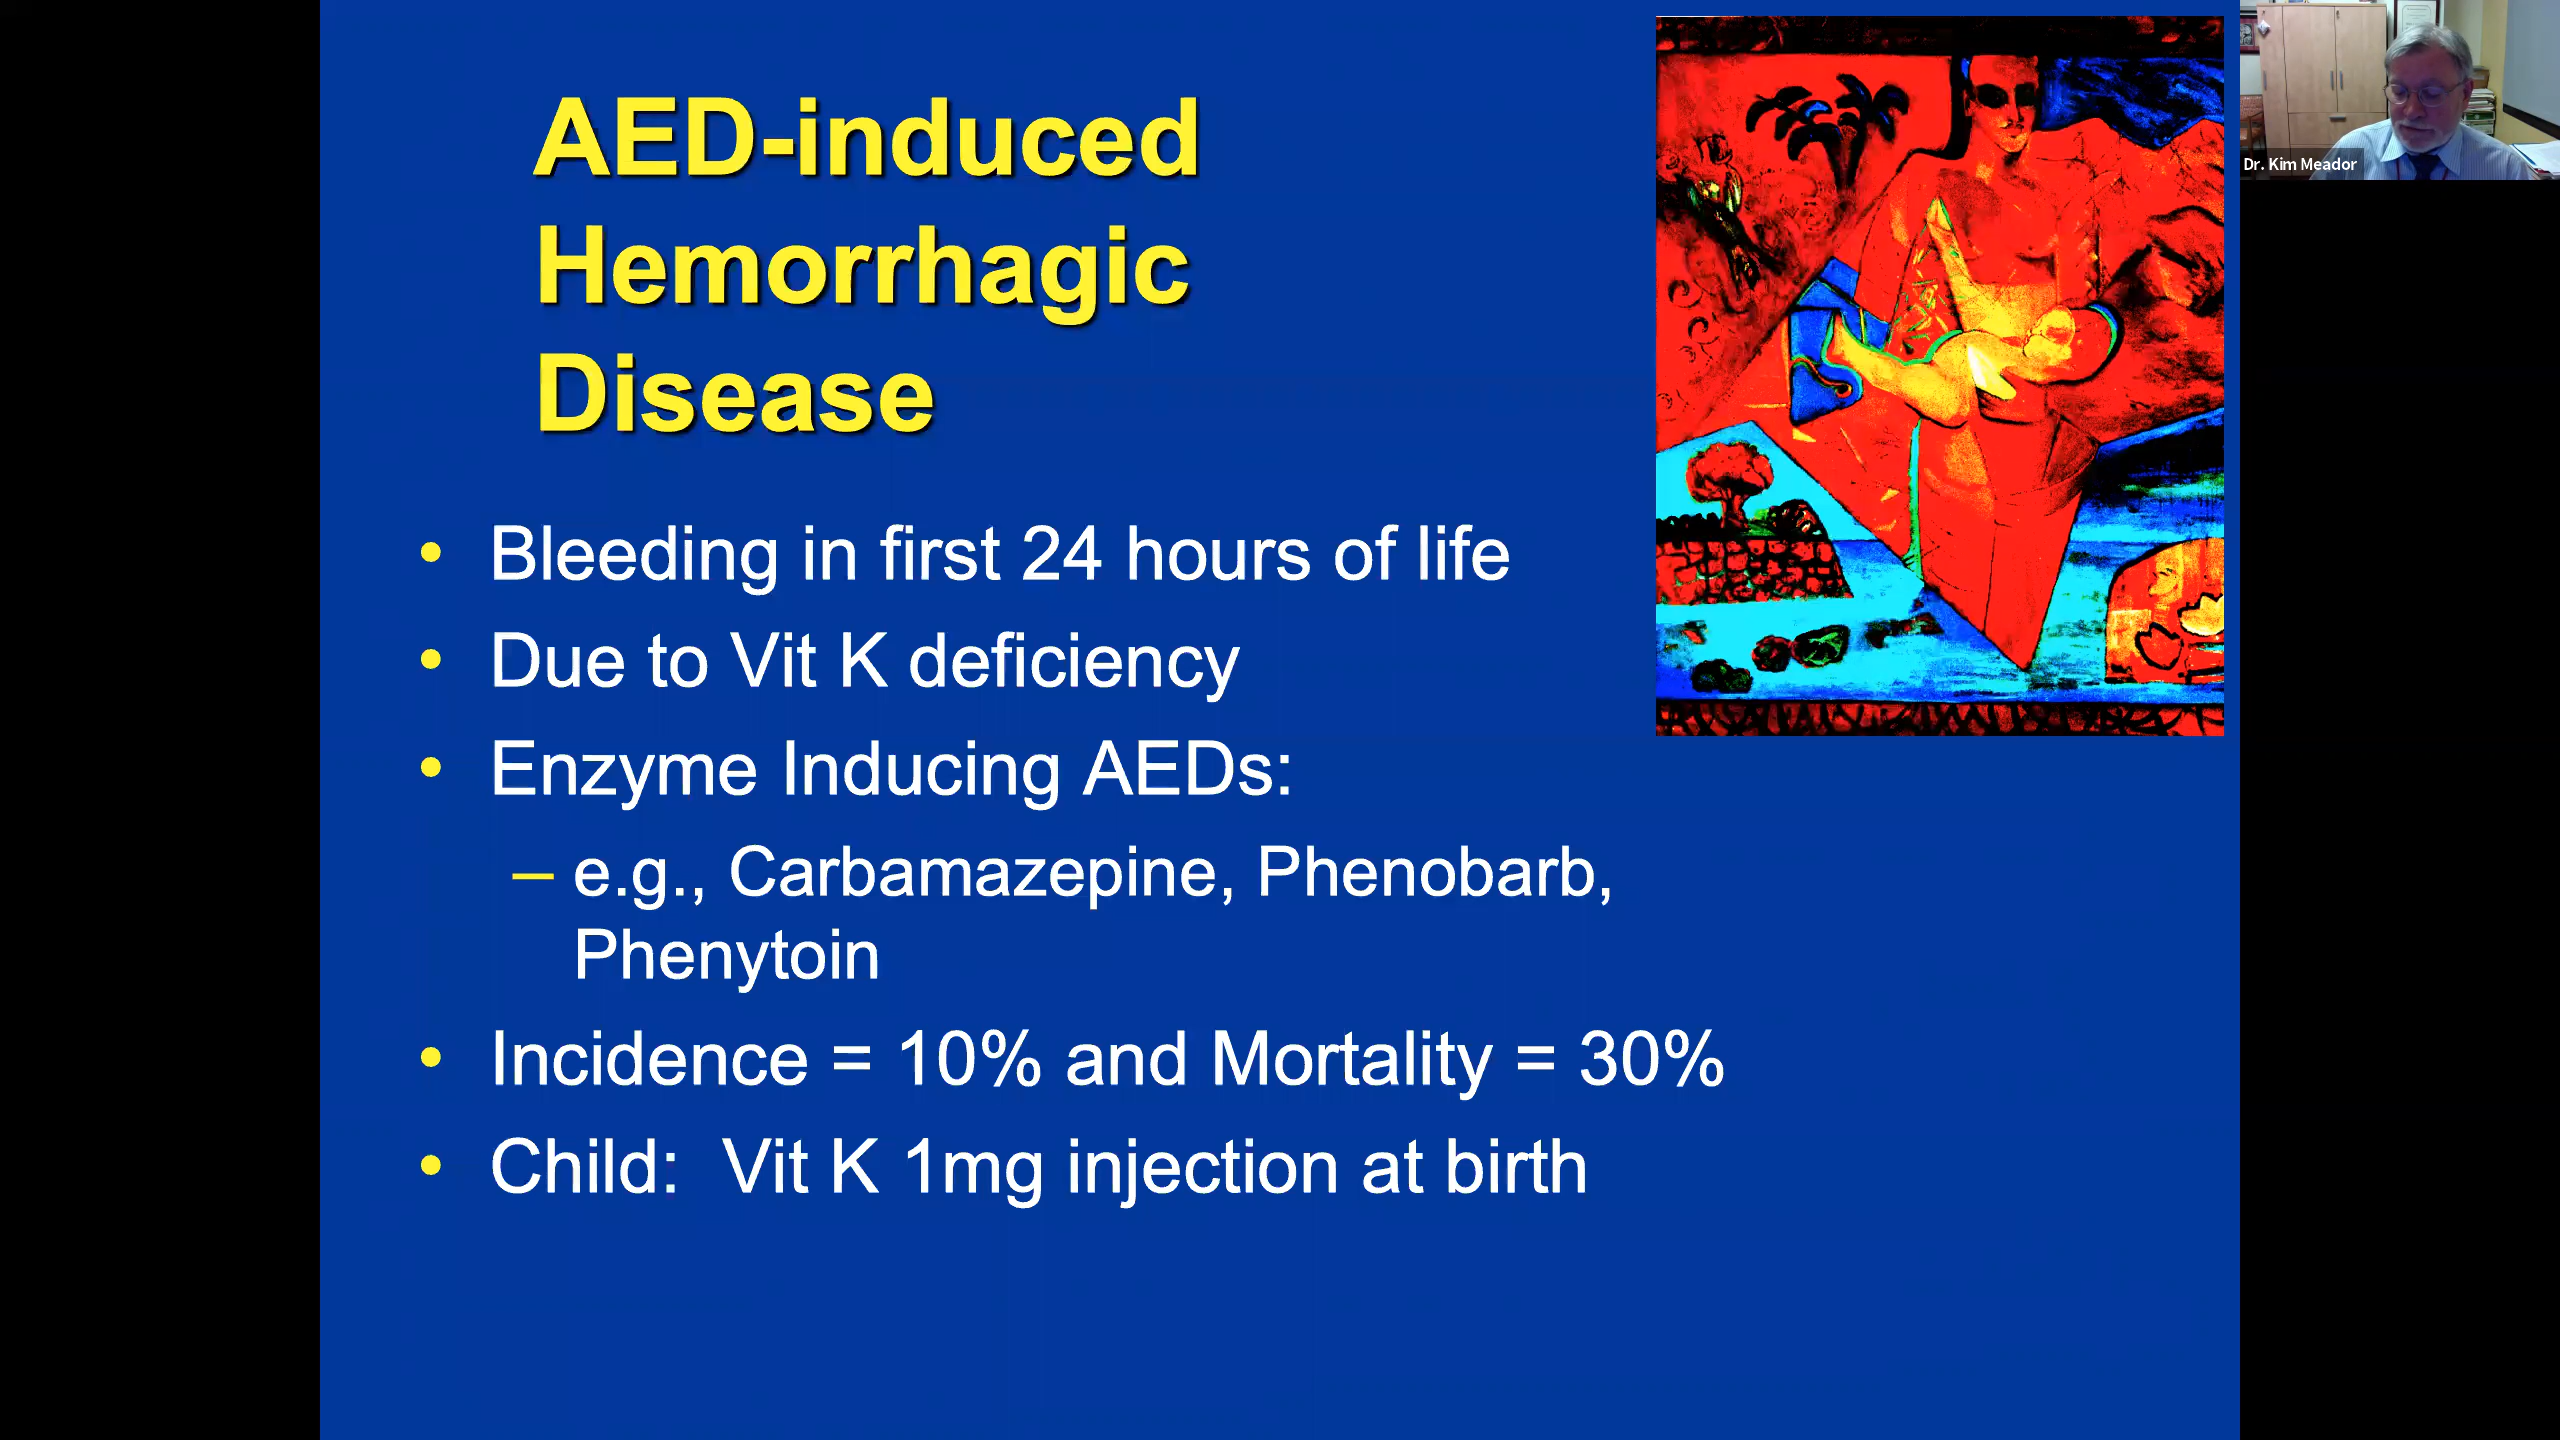 AED-induced
Hemorrhagic
Disease
• Bleeding in first 24 hours of life
• Due to Vit K deficiency
• Enzyme Inducing AEDs:
– e.g., Carbamazepine, Phenobarb,
Phenytoin
• Incidence = 10% and Mortality = 30%
• Child:  Vit K 1mg injection at birth
Dr. Kim Meador